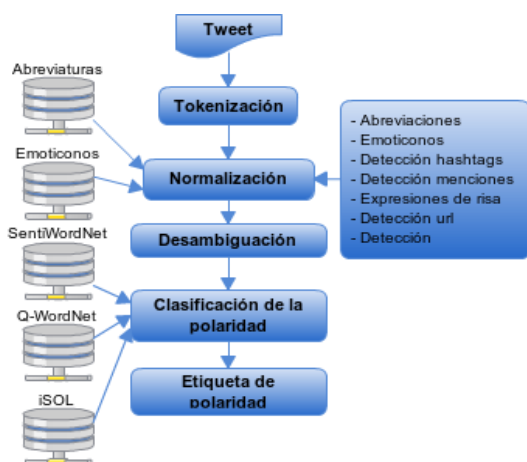 Tweet
Abreviaturas
Tokenización
- Abreviaciones
- Emoticonos
- Detección hashtags
- Detección menciones
- Expresiones de risa
- Detección url
- Detección
Emoticonos
Normalización
SentiWordNet
Desambiguación
Q-WordNet
Clasificación de la
polaridad
iSOL
Etiqueta de
polaridad